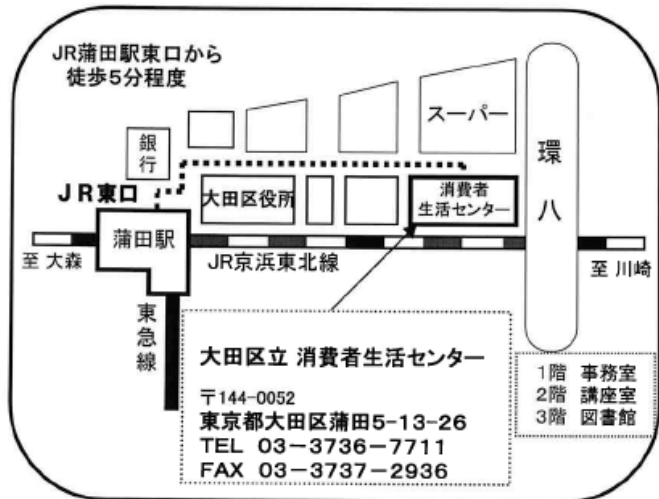 JR蒲田駅東口から
徒歩5分程度
スーパー
銀行
環八
JR東口
大田区役所
消費者
生活センター
蒲田駅
至 大森
JR京浜東北線
至 川崎
東急線
大田区立 消費者生活センター
〒144-0052
東京都大田区蒲田5-13-26
TEL 03-3736-7711
FAX 03-3737-2936
1階 事務室
2階 講座室
3階 図書館